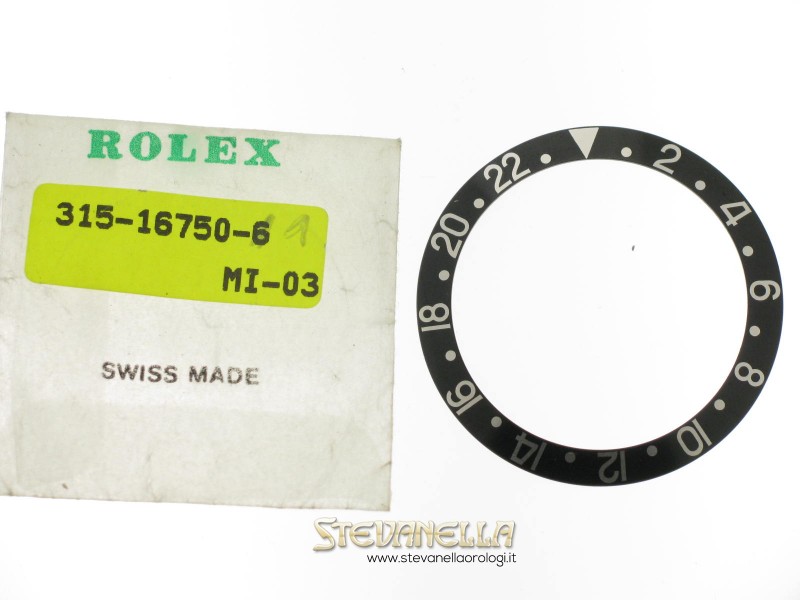 ROLEX
315-16750-6
MI-03
SWISS MADE
2
4
6
8
10
12
14
16
18
20
22
STEVANELLA
www.stevanellaorologi.it